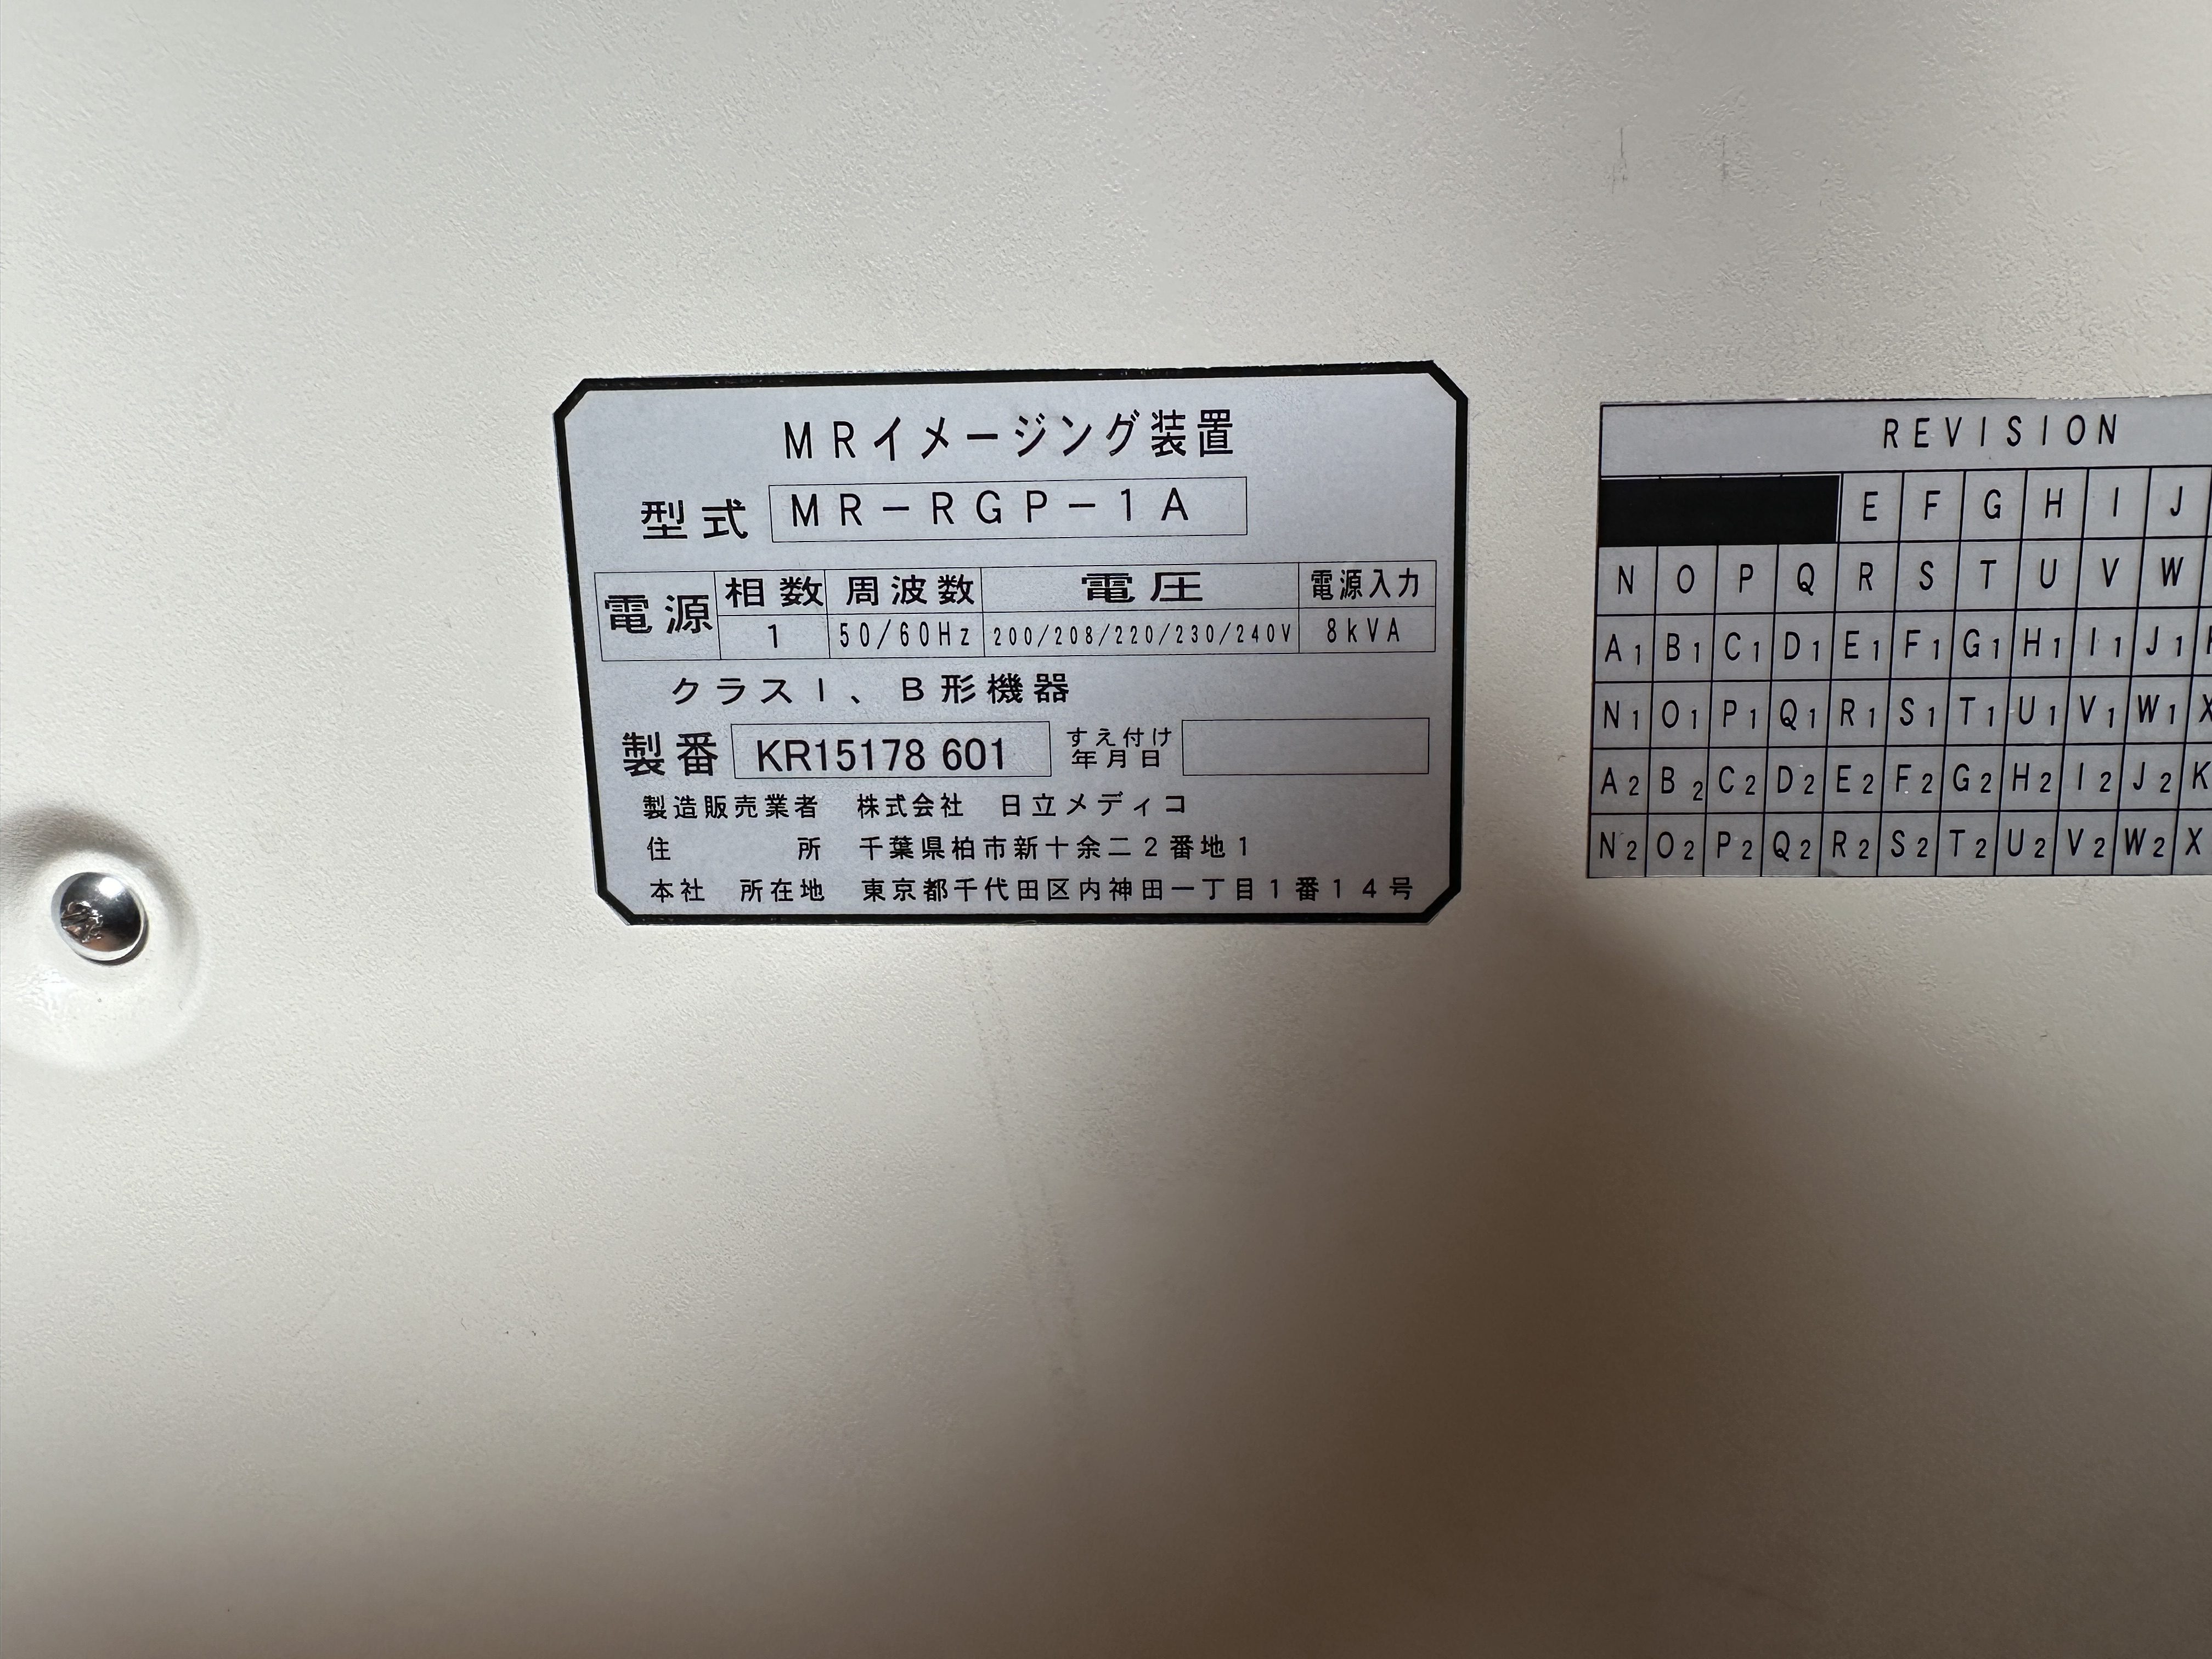 MRイメージング装置
型式 MR-RGP-1A
電源 相数 周波数 電圧 電源入力
1 50/60Hz 200/208/220/230/240V 8kVA
クラスI、B形機器
製番 KR15178 601 すえ付け年月日
製造販売業者 株式会社 日立メディコ
住所 千葉県柏市新十余二2番地1
本社 所在地 東京都千代田区内神田一丁目1番14号
REVISION
E F G H I J
N O P Q R S T U V W
A1 B1 C1 D1 E1 F1 G1 H1 I1 J1
N1 O1 P1 Q1 R1 S1 T1 U1 V1 W1 X
A2 B2 C2 D2 E2 F2 G2 H2 I2 J2 K
N2 O2 P2 Q2 R2 S2 T2 U2 V2 W2 X